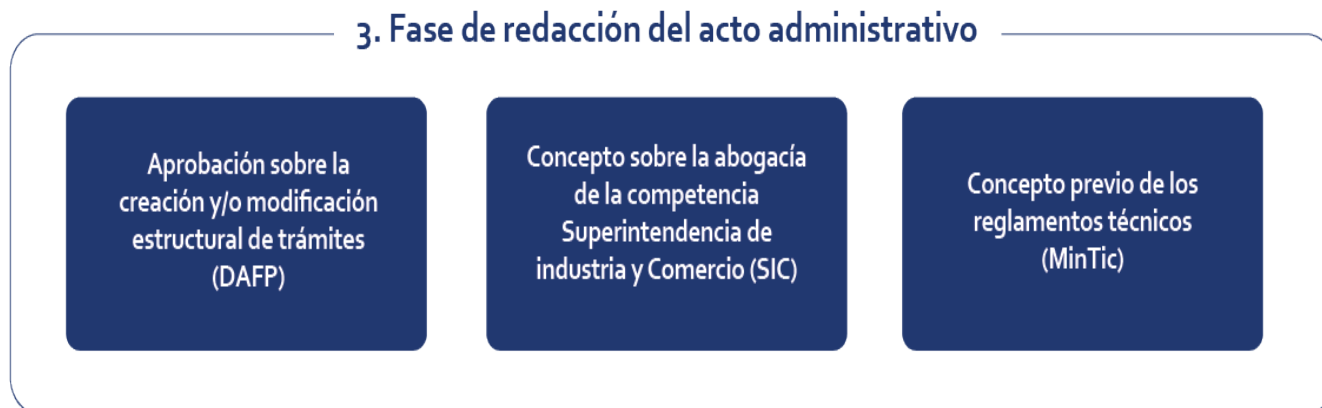 3. Fase de redacción del acto administrativo
Aprobación sobre la
creación y/o modificación
estructural de trámites
(DAFP)
Concepto sobre la abogacía
de la competencia
Superintendencia de
industria y Comercio (SIC)
Concepto previo de los
reglamentos técnicos
(MinTic)